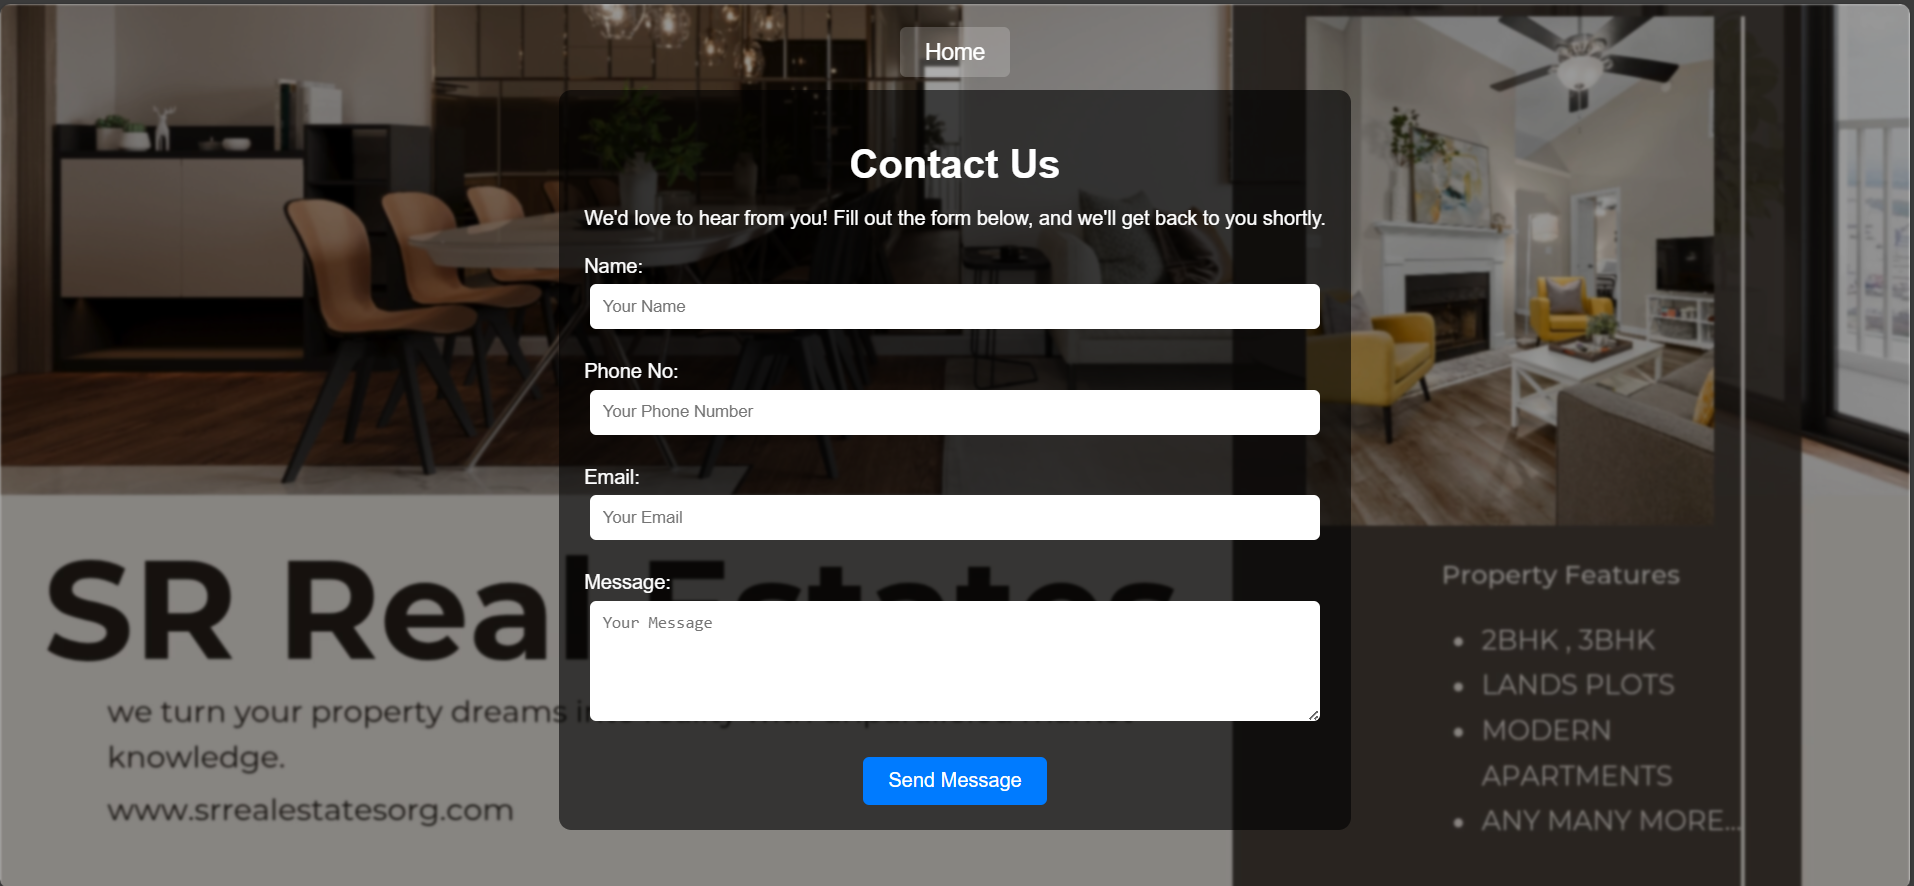 Home
Contact Us
We'd love to hear from you! Fill out the form below, and we'll get back to you shortly.
Name:
Your Name
Phone No:
Your Phone Number
Email:
Your Email
Message:
Your Message
Send Message
SR Real Estates
we turn your property dreams
knowledge.
www.srrealestatesorg.com
Property Features
• 2BHK , 3BHK
• LANDS PLOTS
• MODERN
APARTMENTS
• ANY MANY MORE...